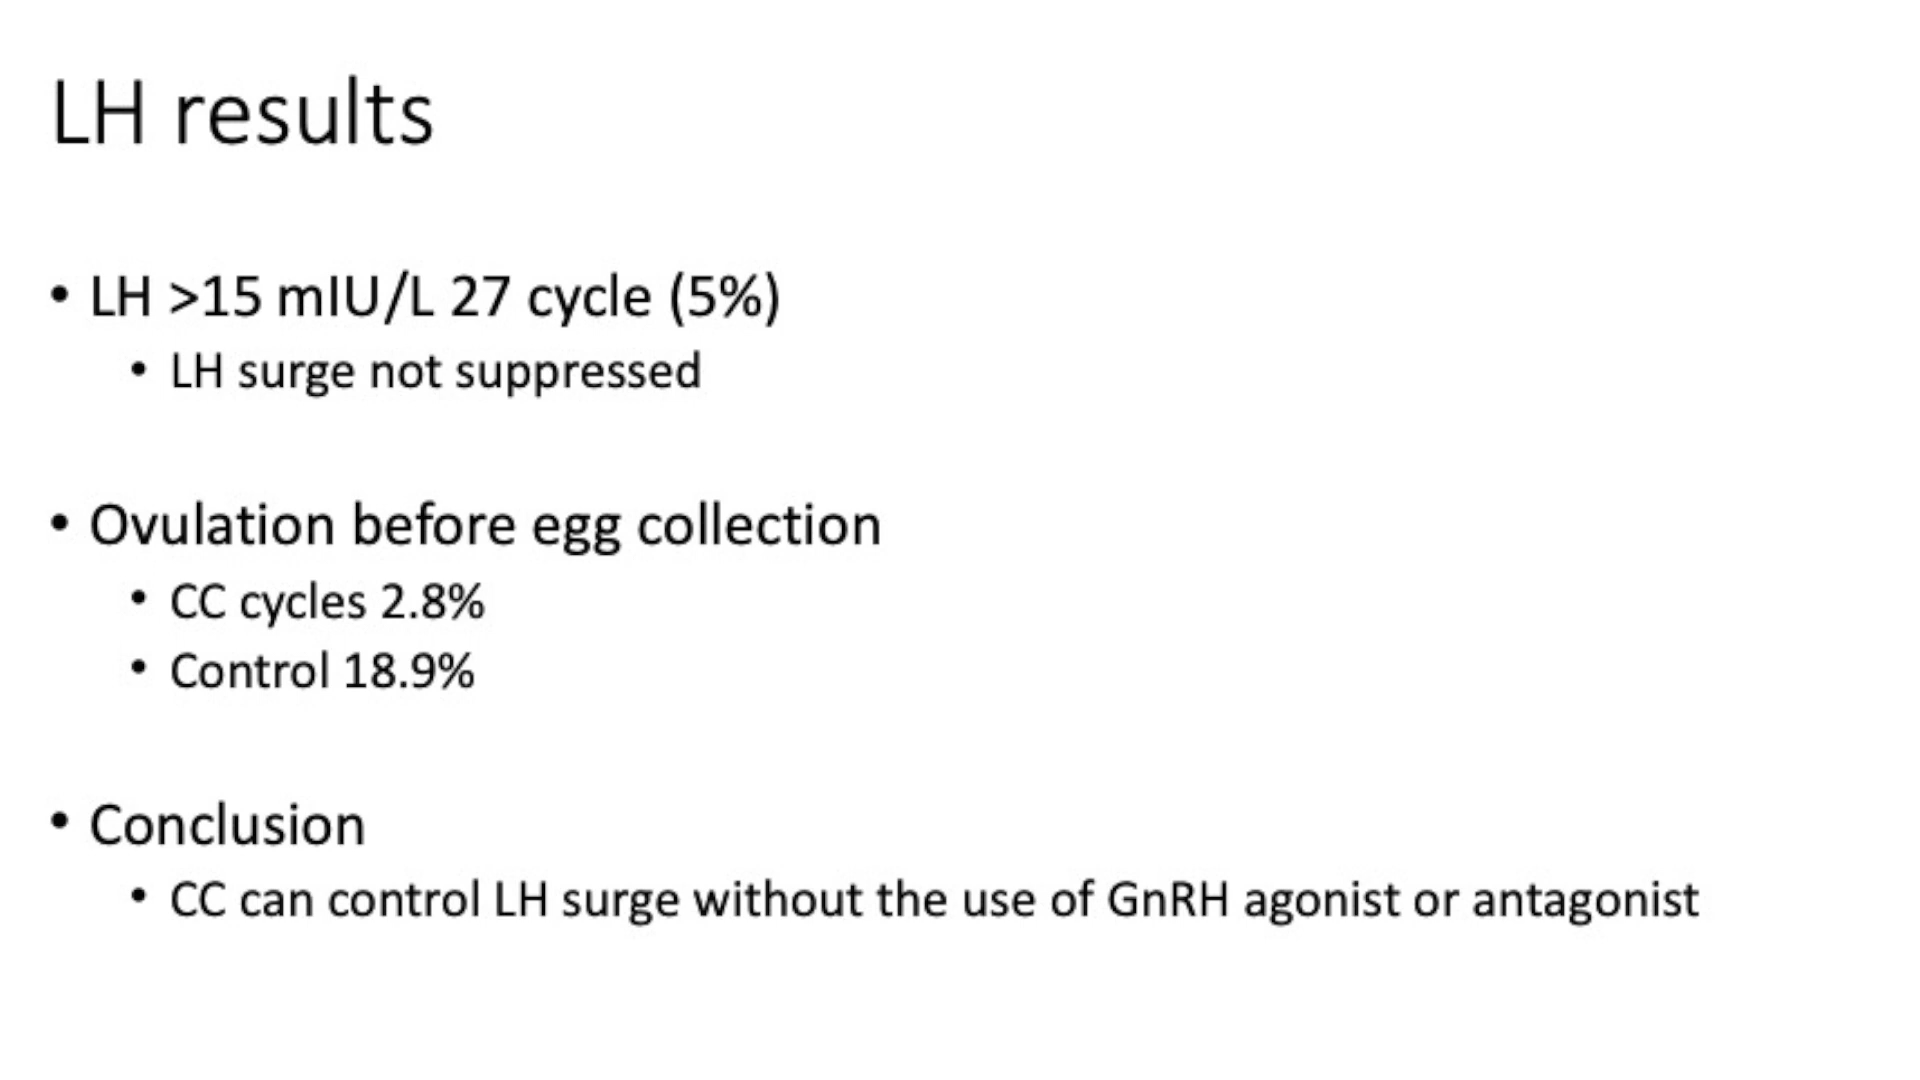 LH results
• LH >15 mIU/L 27 cycle (5%)
• LH surge not suppressed
• Ovulation before egg collection
• CC cycles 2.8%
• Control 18.9%
• Conclusion
• CC can control LH surge without the use of GnRH agonist or antagonist